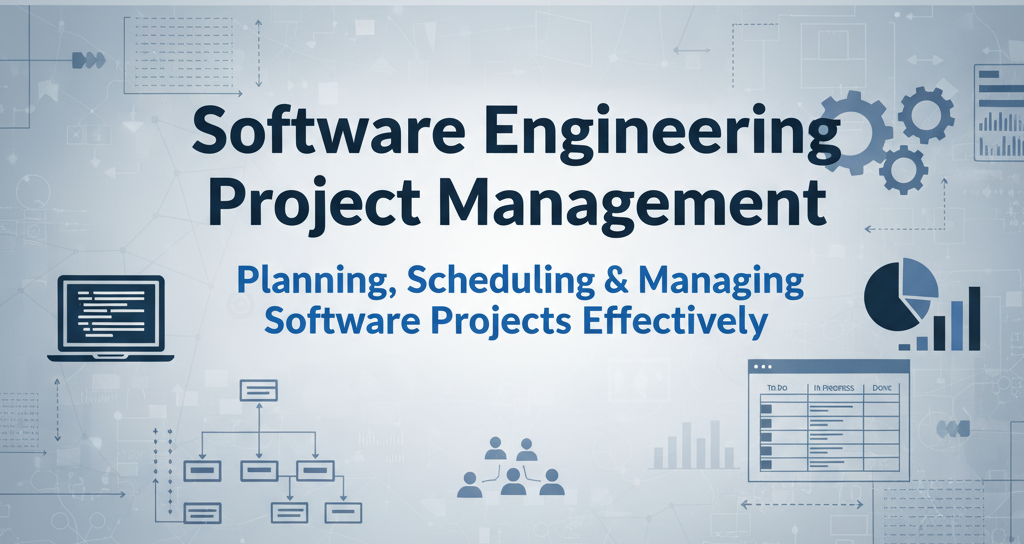 Software Engineering
Project Management
Planning, Scheduling & Managing
Software Projects Effectively
To.Do IN PROGRESS DONE